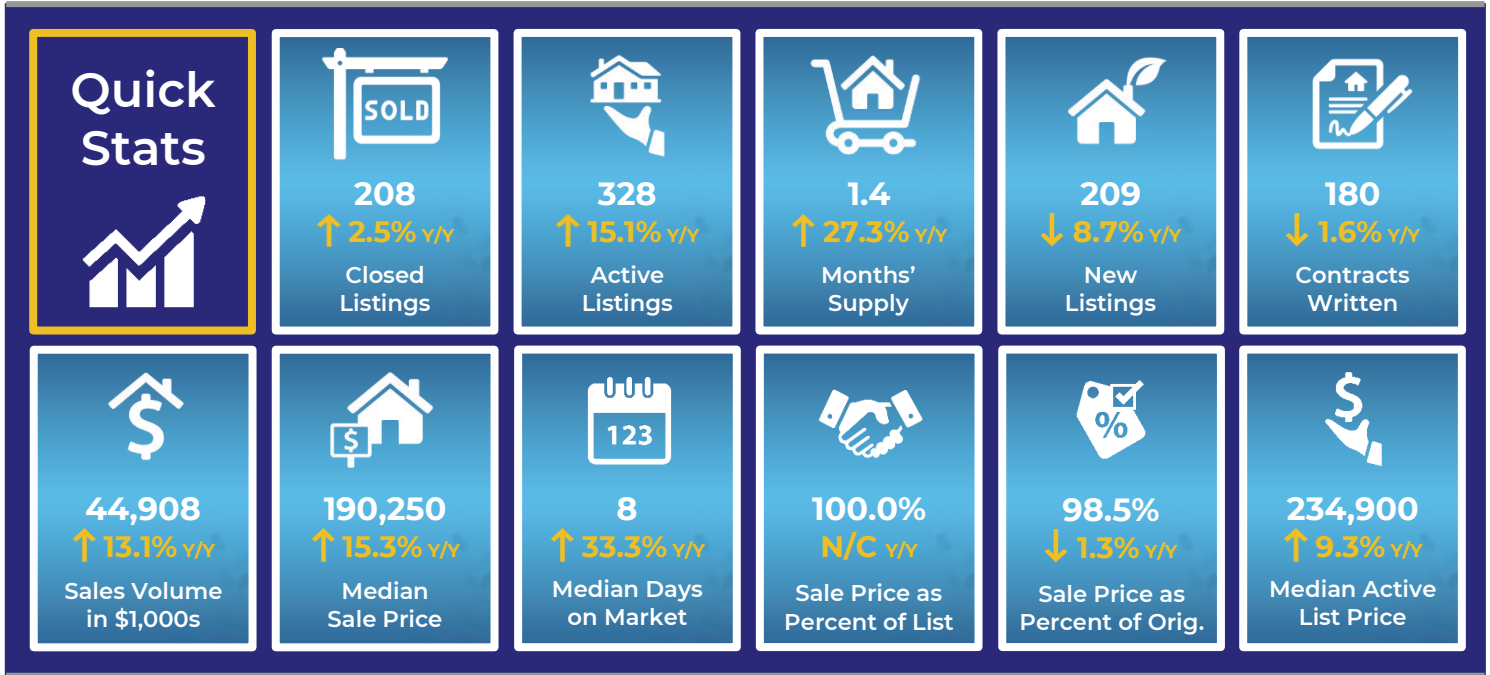 Quick
Stats
SOLD
208
↑ 2.5% Y/Y
Closed
Listings
328
↑ 15.1% Y/Y
Active
Listings
1.4
↑ 27.3% Y/Y
Months’
Supply
209
↓ 8.7% Y/Y
New
Listings
180
↓ 1.6% Y/Y
Contracts
Written
$
44,908
↑ 13.1% Y/Y
Sales Volume
in $1,000s
$
190,250
↑ 15.3% Y/Y
Median
Sale Price
123
8
↑ 33.3% Y/Y
Median Days
on Market
100.0%
N/C Y/Y
Sale Price as
Percent of List
%
98.5%
↓ 1.3% Y/Y
Sale Price as
Percent of Orig.
$
234,900
↑ 9.3% Y/Y
Median Active
List Price